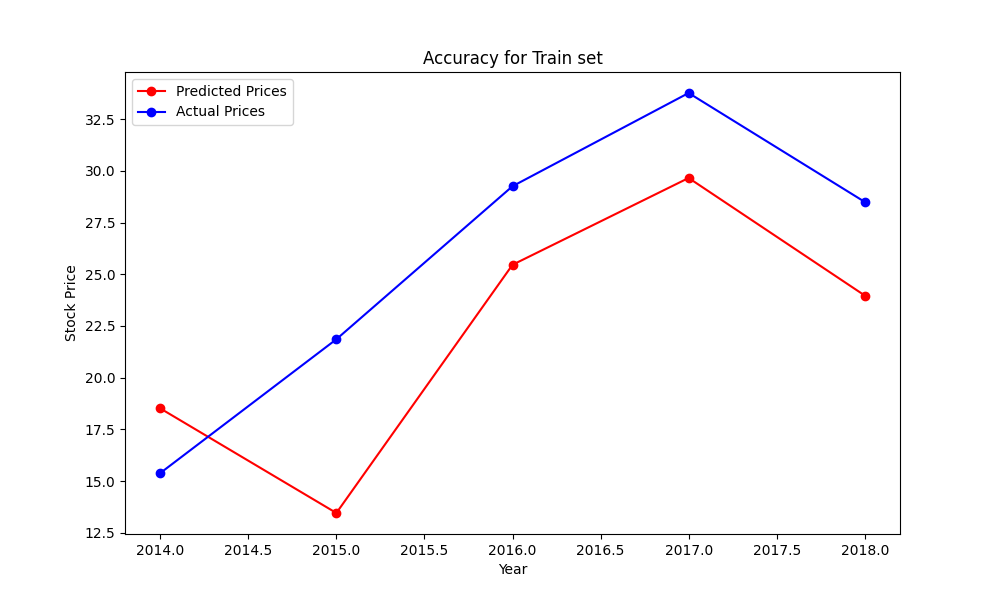 Accuracy for Train set
Predicted Prices
Actual Prices
32.5
30.0
27.5
25.0
22.5
20.0
17.5
15.0
12.5
Stock Price
2014.0 2014.5 2015.0 2015.5 2016.0 2016.5 2017.0 2017.5 2018.0
Year